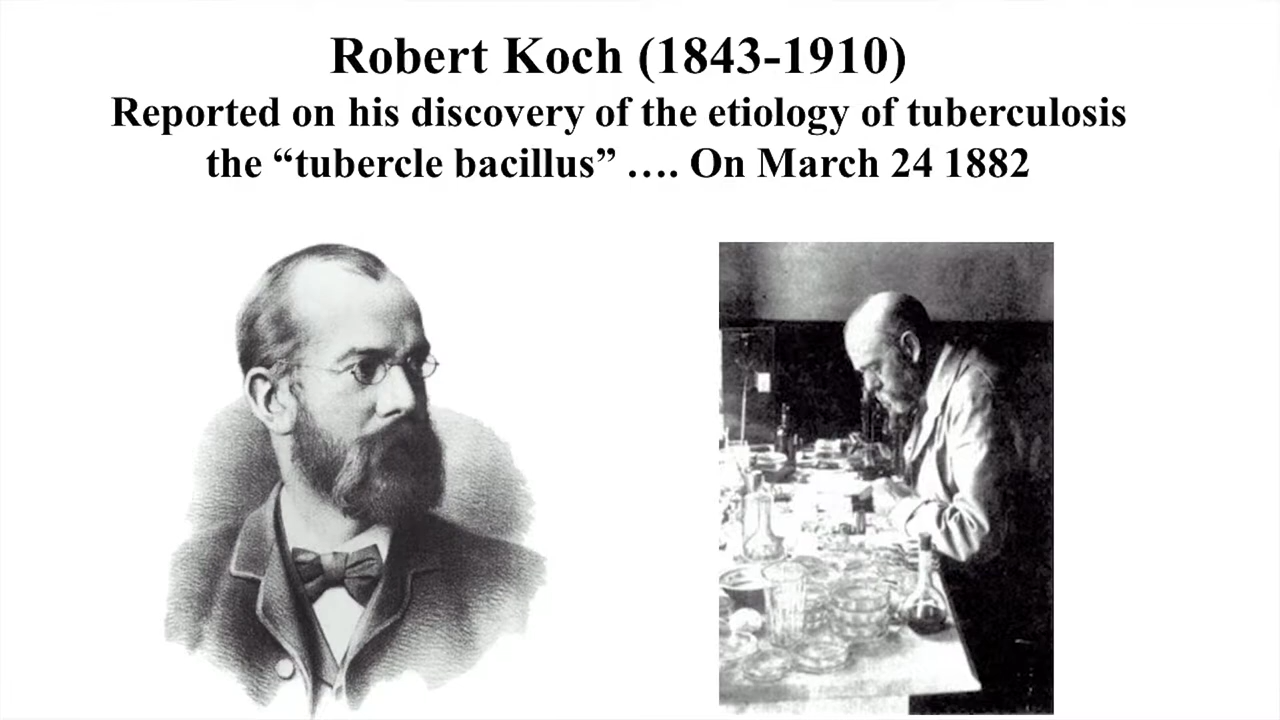 Robert Koch (1843-1910)
Reported on his discovery of the etiology of tuberculosis
the “tubercle bacillus” …. On March 24 1882